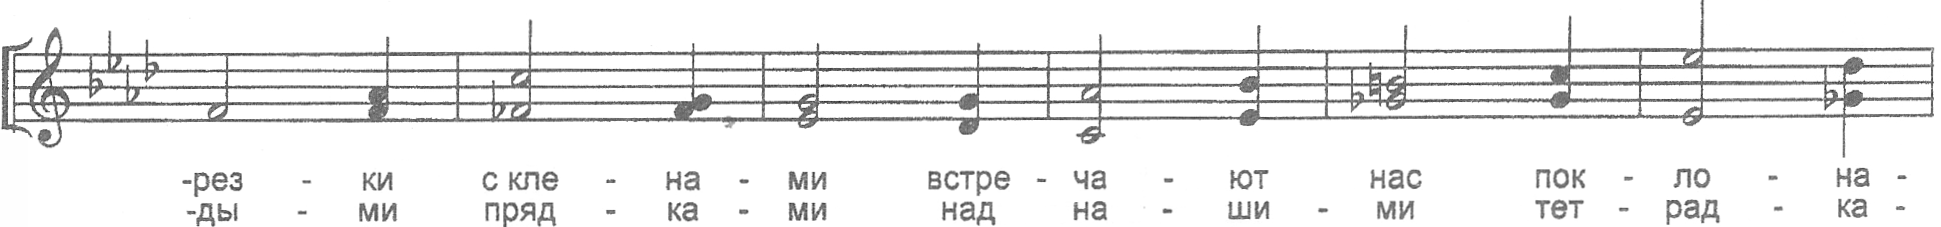 -рез - ки с кле - на - ми встре - ча - ют нас пок - ло - на -
-ды - ми пряд - ка - ми над на - ши - ми тет - рад - ка -